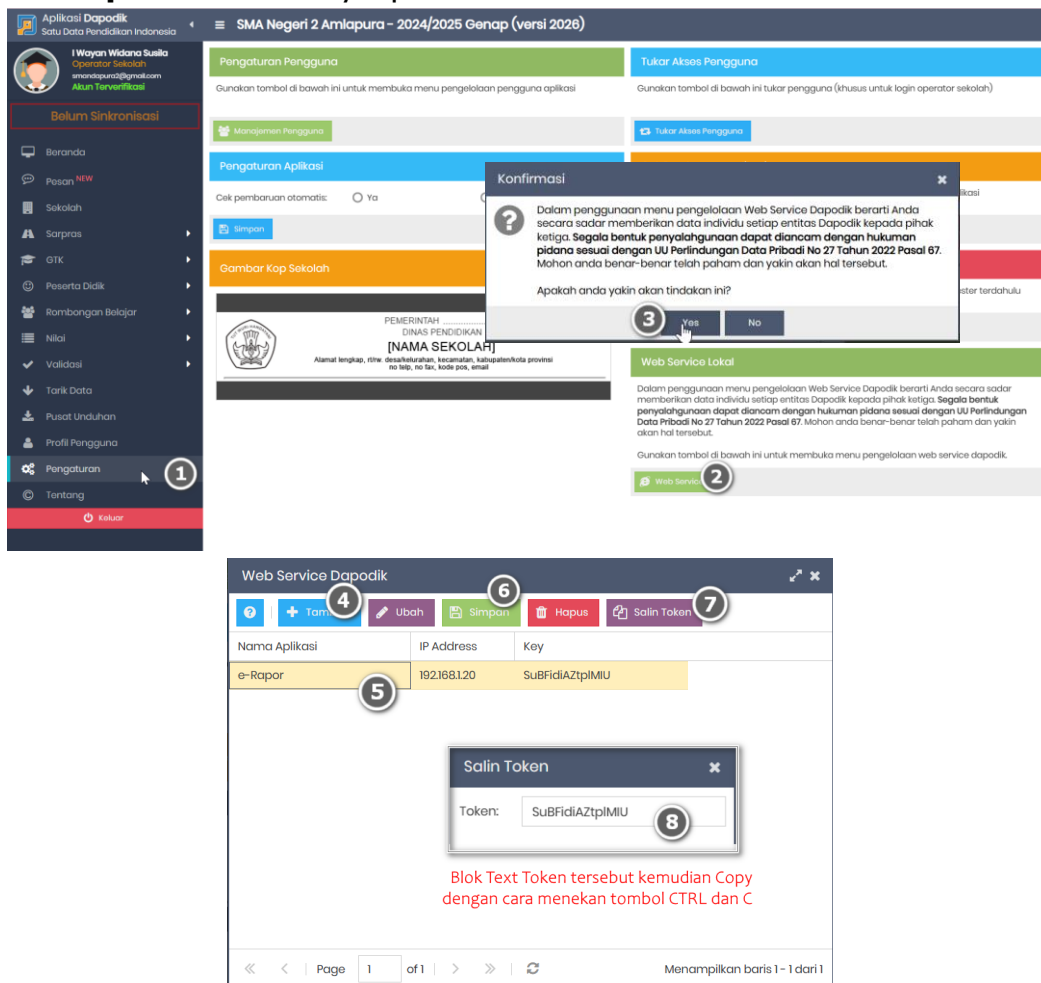 Aplikasi Dapodik
Satu Data Pendidikan Indonesia
SMA Negeri 2 Amlapura - 2024/2025 Genap (versi 2026)
I Wayan Widana Susila
Operator Sekolah
smandapura2@gmail.com
Akun Terverifikasi
Belum Sinkronisasi
Beranda
Pesan NEW
Sekolah
Sarpras
GTK
Peserta Didik
Rombongan Belajar
Nilai
Validasi
Tarik Data
Pusat Unduhan
Profil Pengguna
Pengaturan
1
Tentang
Keluar
Pengaturan Pengguna
Gunakan tombol di bawah ini untuk membuka menu pengelolaan pengguna aplikasi
Manajemen Pengguna
Tukar Akses Pengguna
Gunakan tombol di bawah ini tukar pengguna (khusus untuk login operator sekolah)
Tukar Akses Pengguna
Pengaturan Aplikasi
Cek pembaruan otomatis:
Ya
Simpan
Gambar Kop Sekolah
PEMERINTAH
DINAS PENDIDIKAN
[NAMA SEKOLAH]
Alamat lengkap, rt/rw. desa/kelurahan, kecamatan, kabupaten/kota provinsi
no telp, no fax, kode pos, email
Konfirmasi
Dalam penggunaan menu pengelolaan Web Service Dapodik berarti Anda
secara sadar memberikan data individu setiap entitas Dapodik kepada pihak
ketiga. Segala bentuk penyalahgunaan dapat diancam dengan hukuman
pidana sesuai dengan UU Perlindungan Data Pribadi No 27 Tahun 2022 Pasal 67.
Mohon anda benar-benar telah paham dan yakin akan hal tersebut.
Apakah anda yakin akan tindakan ini?
3
Yes
No
likasi
ster terdahulu
Web Service Lokal
Dalam penggunaan menu pengelolaan Web Service Dapodik berarti Anda secara sadar
memberikan data individu setiap entitas Dapodik kepada pihak ketiga. Segala bentuk
penyalahgunaan dapat diancam dengan hukuman pidana sesuai dengan UU Perlindungan
Data Pribadi No 27 Tahun 2022 Pasal 67. Mohon anda benar-benar telah paham dan yakin
akan hal tersebut.
Gunakan tombol di bawah ini untuk membuka menu pengelolaan web service dapodik.
Web Servic
2
Web Service Dapodik
Tam
4
Ubah
Simpan
6
Hapus
Salin Token
7
Nama Aplikasi IP Address Key
e-Rapor 192.168.1.20 SuBFidiAZtplMIU
5
Salin Token
Token: SuBFidiAZtplMIU
8
Blok Text Token tersebut kemudian Copy
dengan cara menekan tombol CTRL dan C
Page 1 of 1
Menampilkan baris 1 - 1 dari 1